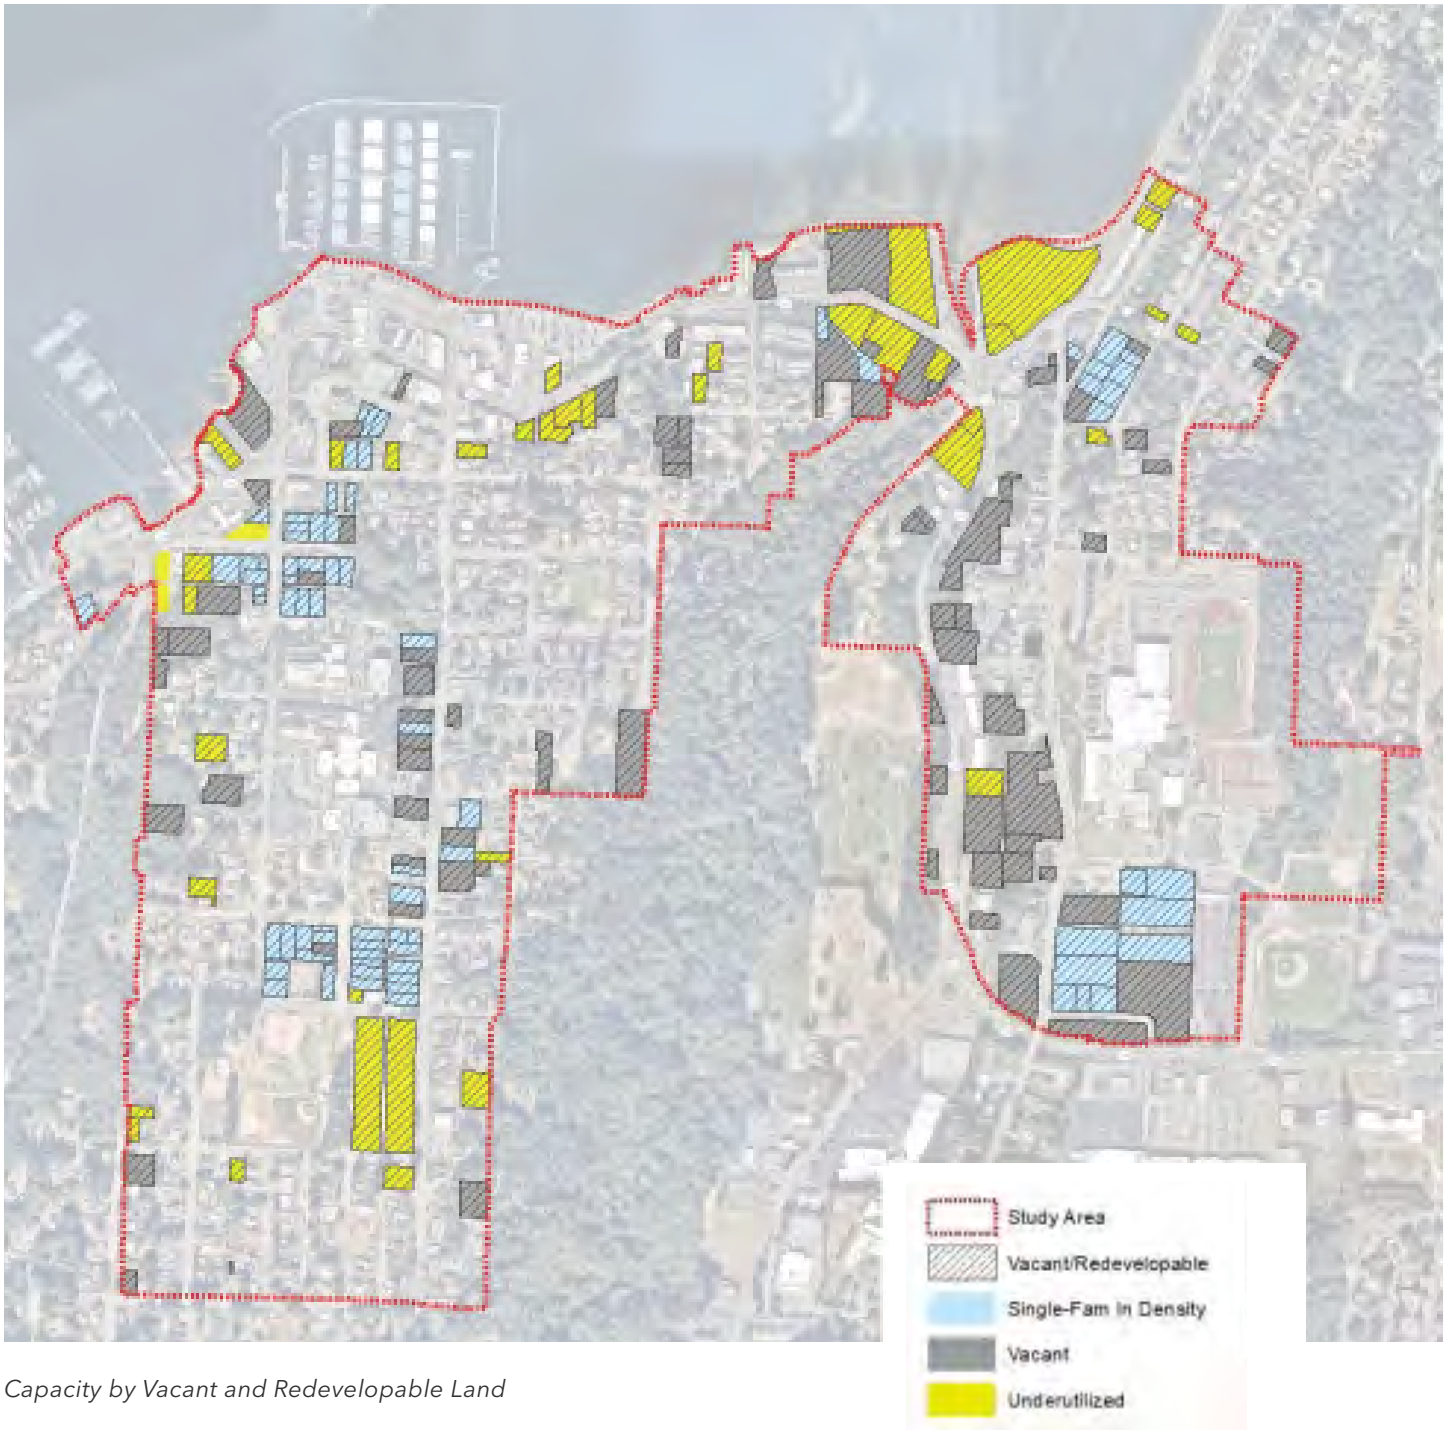 Study Area
Vacant/Redevelopable
Single-Fam In Density
Vacant
Underutilized
Capacity by Vacant and Redevelopable Land